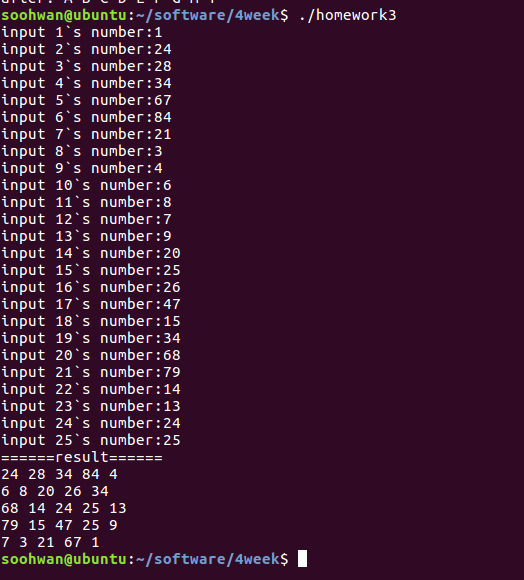 soohwan@ubuntu:~/software/4week$ ./homework3
input 1`s number:1
input 2`s number:24
input 3`s number:28
input 4`s number:34
input 5`s number:67
input 6`s number:84
input 7`s number:21
input 8`s number:3
input 9`s number:4
input 10`s number:6
input 11`s number:8
input 12`s number:7
input 13`s number:9
input 14`s number:20
input 15`s number:25
input 16`s number:26
input 17`s number:47
input 18`s number:15
input 19`s number:34
input 20`s number:68
input 21`s number:79
input 22`s number:14
input 23`s number:13
input 24`s number:24
input 25`s number:25
======result======
24 28 34 84 4
6 8 20 26 34
68 14 24 25 13
79 15 47 25 9
7 3 21 67 1
soohwan@ubuntu:~/software/4week$